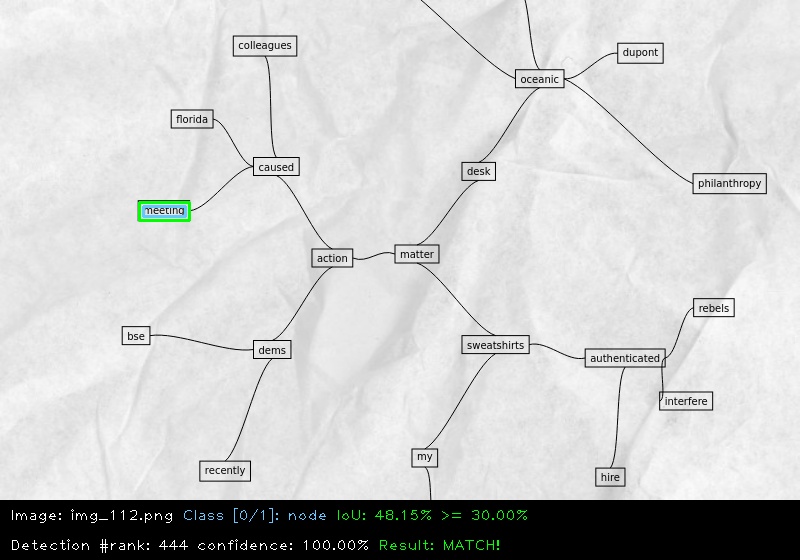 colleagues
dupont
oceanic
florida
caused
desk
philanthropy
meeting
action
matter
rebels
bse
dems
sweatshirts
authenticated
interfere
my
recently
hire
Image: img_112.png Class [0/1]: node IoU: 48.15% >= 30.00%
Detection #rank: 444 confidence: 100.00% Result: MATCH!